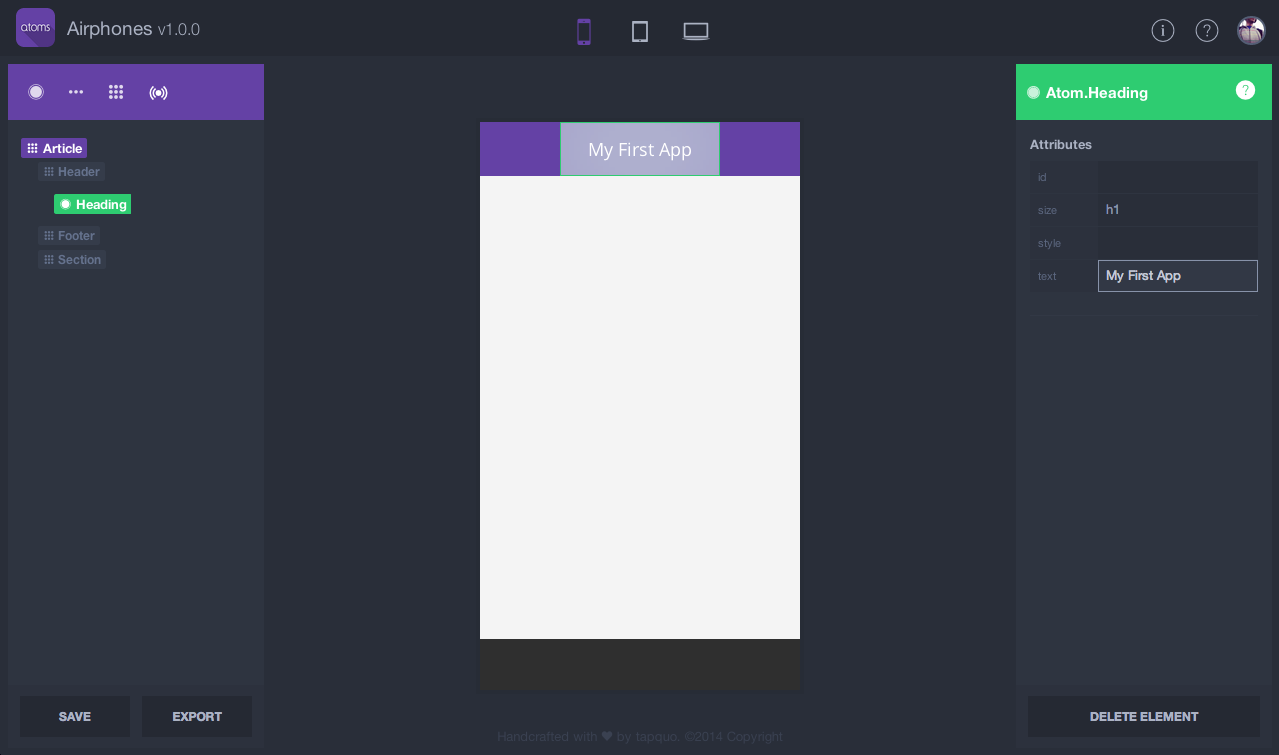 atoms
Airphones v1.0.0
Article
Header
Heading
Footer
Section
SAVE
EXPORT
My First App
Handcrafted with ❤ by tapquo. ©2014 Copyright
Atom.Heading
?
Attributes
id
size h1
style
text My First App
DELETE ELEMENT
i
?